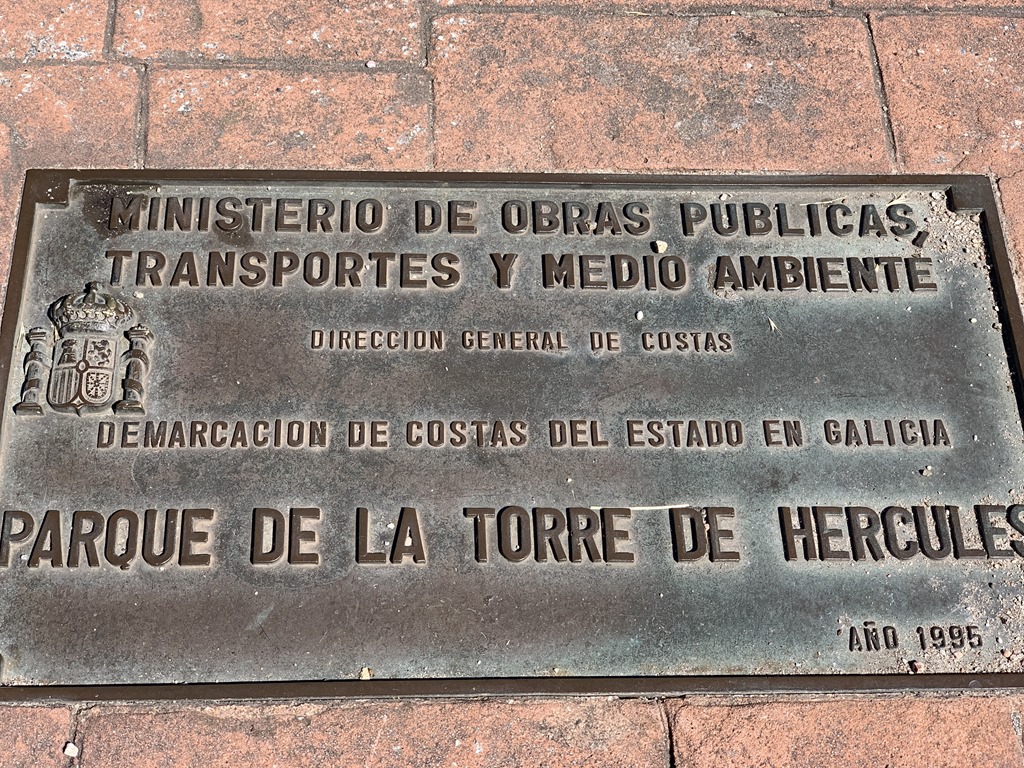 MINISTERIO DE OBRAS PUBLICAS,
TRANSPORTES Y MEDIO AMBIENTE
DIRECCION GENERAL DE COSTAS
DEMARCACION DE COSTAS DEL ESTADO EN GALICIA
PARQUE DE LA TORRE DE HERCULES
AÑO 1995